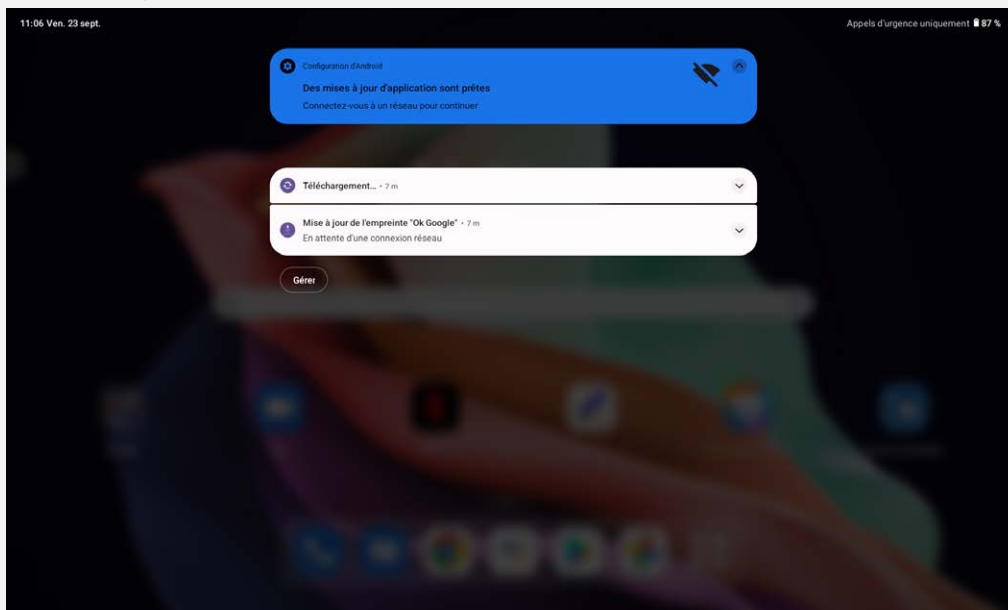 11:06 Ven. 23 sept.
Appels d'urgence uniquement 87 %
Configuration d'Android
Des mises à jour d'application sont prêtes
Connectez-vous à un réseau pour continuer
Téléchargement... • 7 m
Mise à jour de l'empreinte "Ok Google" • 7 m
En attente d'une connexion réseau
Gérer